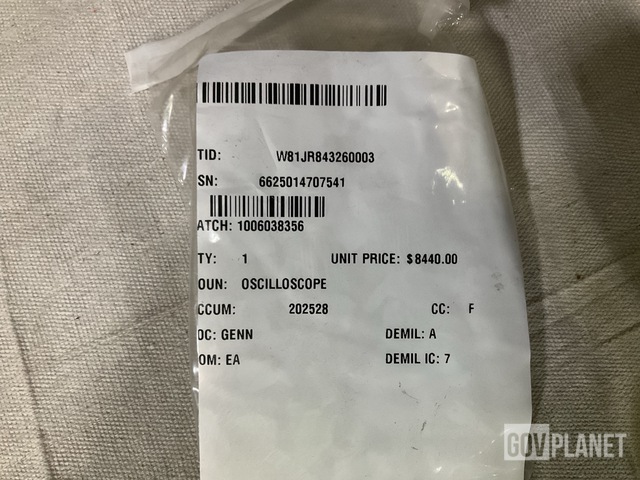 TID: W81JR843260003
SN: 6625014707541
ATCH: 1006038356
TY: 1 UNIT PRICE: $8440.00
OUN: OSCILLOSCOPE
CCUM: 202528 CC: F
OC: GENN DEMIL: A
OM: EA DEMIL IC: 7
GOVPLANET